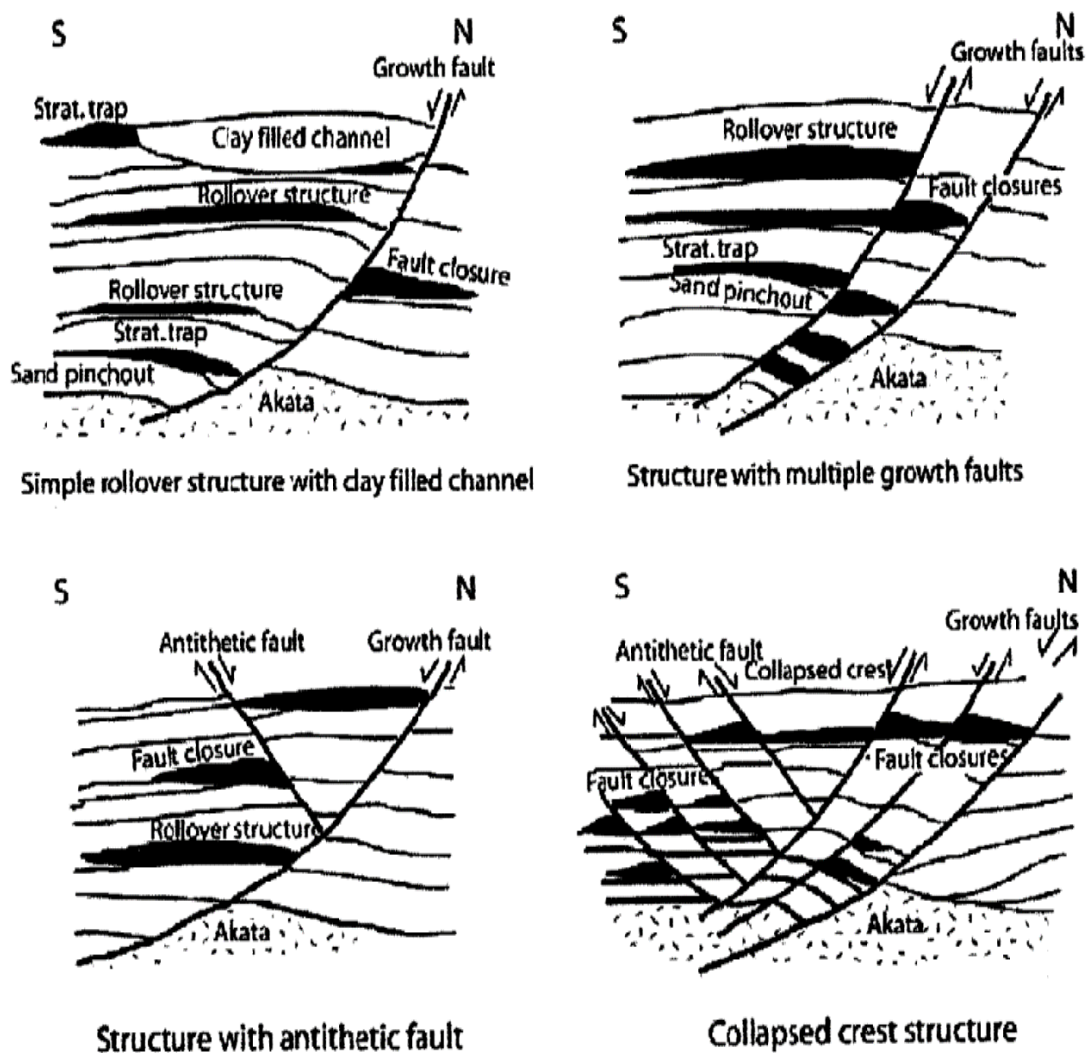 S
N
Growth fault
Strat. trap
Clay filled channel
Rollover structure
Fault closure
Rollover structure
Strat. trap
Sand pinchout
Akata
Simple rollover structure with clay filled channel
S
N
Growth faults
Rollover structure
Fault closures
Strat. trap
Sand pinchout
Akata
Structure with multiple growth faults
S
N
Antithetic fault
Growth fault
Fault closure
Rollover structure
Akata
Structure with antithetic fault
S
N
Growth faults
Antithetic fault
Collapsed crest
Fault closures
Fault closures
Akata
Collapsed crest structure